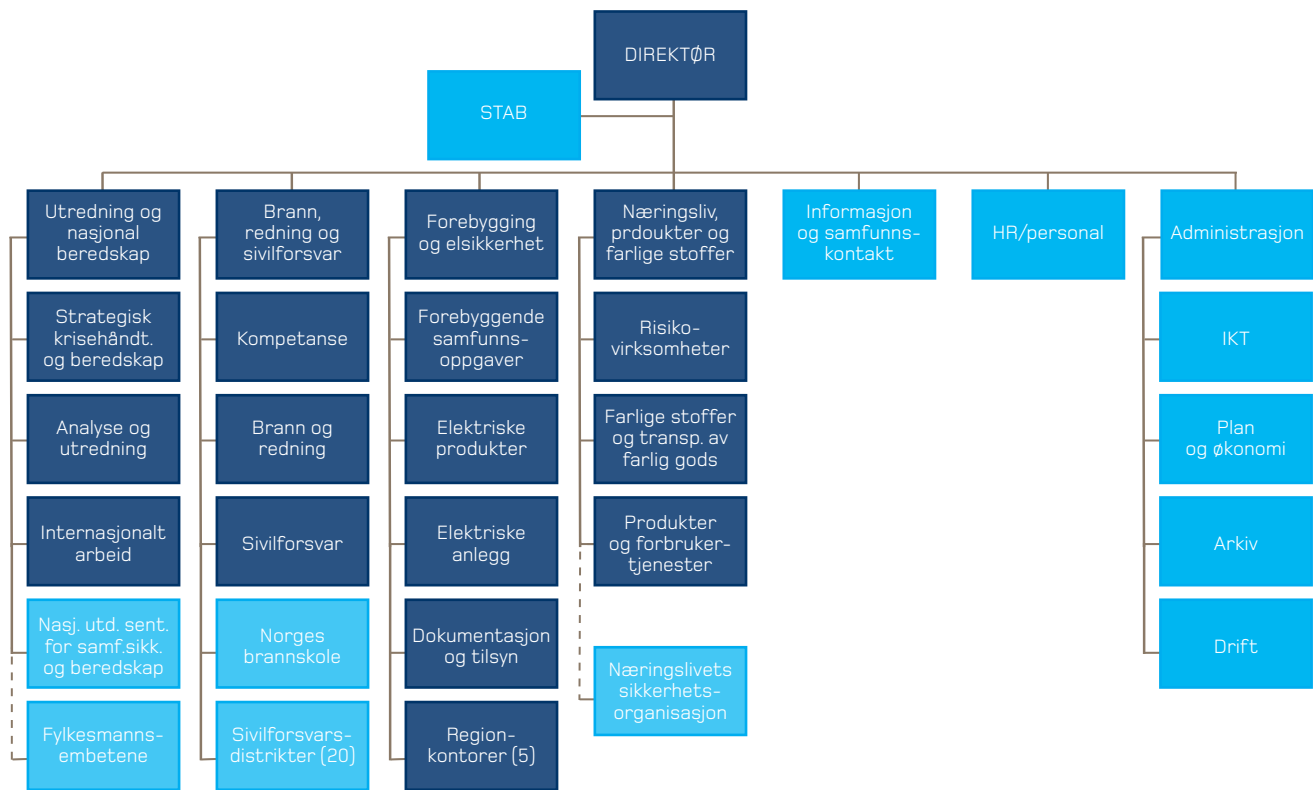 DIREKTØR
STAB
Utredning og
nasjonal
beredskap
Brann,
redning og
sivilforsvar
Forebygging
og elsikkerhet
Næringsliv,
prdoukter og
farlige stoffer
Informasjon
og samfunns-
kontakt
HR/personal
Administrasjon
Strategisk
krisehåndt.
og beredskap
Kompetanse
Forebyggende
samfunns-
oppgaver
Risiko-
virksomheter
IKT
Analyse og
utredning
Brann og
redning
Elektriske
produkter
Farlige stoffer
og transp. av
farlig gods
Plan
og økonomi
Internasjonalt
arbeid
Sivilforsvar
Elektriske
anlegg
Produkter
og forbruker-
tjenester
Arkiv
Nasj. utd. sent.
for samf.sikk.
og beredskap
Norges
brannskole
Dokumentasjon
og tilsyn
Næringslivets
sikkerhets-
organisasjon
Drift
Fylkesmanns-
embetene
Sivilforsvars-
distrikter (20)
Region-
kontorer (5)